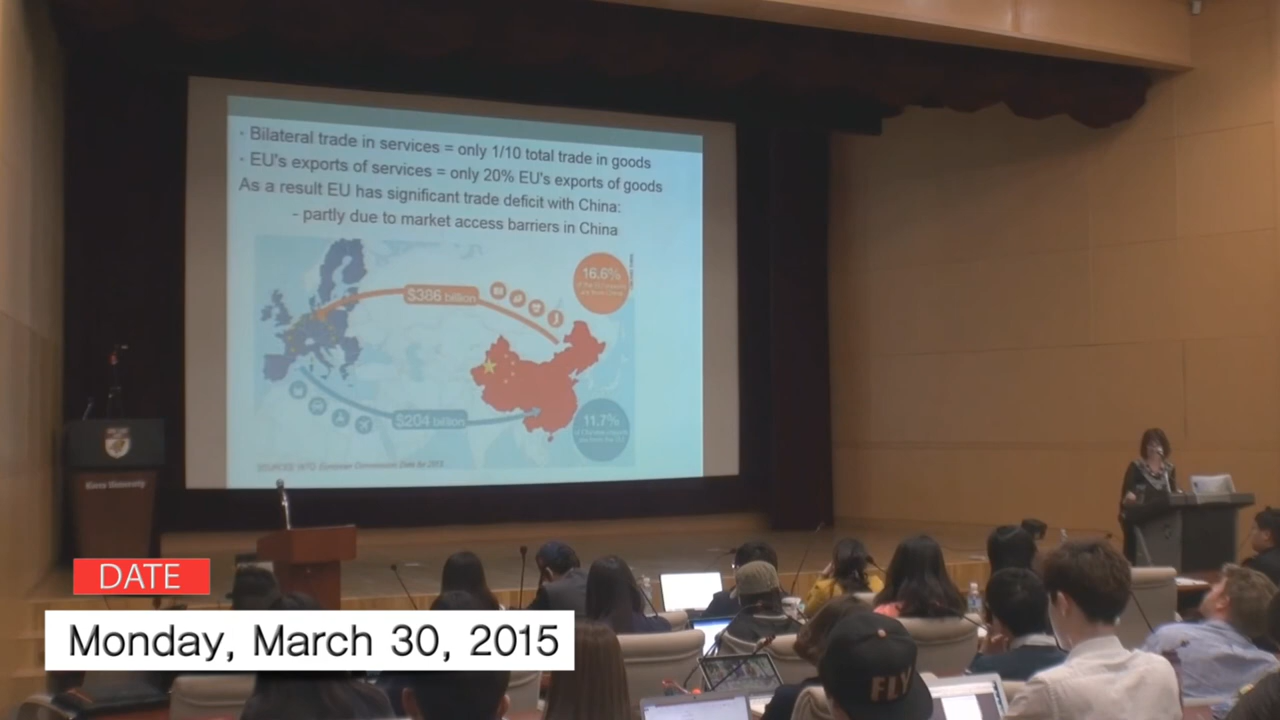 • Bilateral trade in services = only 1/10 total trade in goods
• EU's exports of services = only 20% EU's exports of goods
As a result EU has significant trade deficit with China:
- partly due to market access barriers in China
16.6%
$386 billion
$204 billion
11.7%
Korea University
DATE
Monday, March 30, 2015
FLY